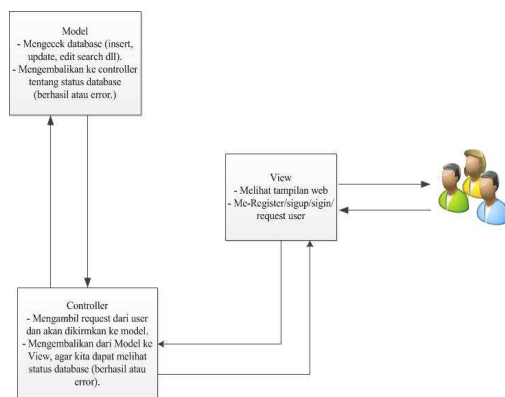 Model
- Mengecek database (insert,
update, edit search dll).
- Mengembalikan ke controller
tentang status database
(berhasil atau error.)
View
- Melihat tampilan web
- Me-Register/sigup/sigin/
request user
Controller
- Mengambil request dari user
dan akan dikirmkan ke model.
- Mengembalikan dari Model ke
View, agar kita dapat melihat
status database (berhasil atau
error).